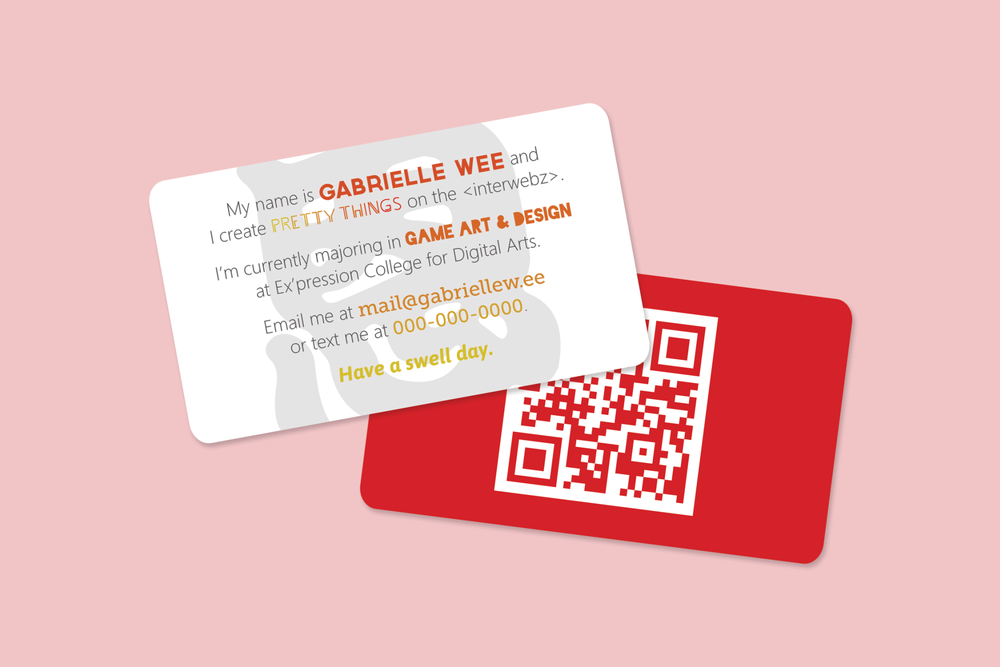 My name is GABRIELLE WEE and
I create PRETTY THINGS on the <interwebz>.
I'm currently majoring in GAME ART & DESIGN
at Ex'pression College for Digital Arts.
Email me at mail@gabriellew.ee
or text me at 000-000-0000.
Have a swell day.